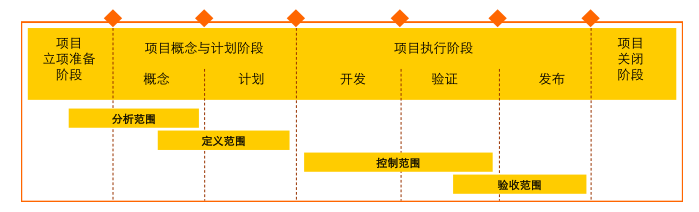 项目
立项准备
阶段
项目概念与计划阶段
概念
计划
项目执行阶段
开发
验证
发布
项目
关闭
阶段
分析范围
定义范围
控制范围
验收范围